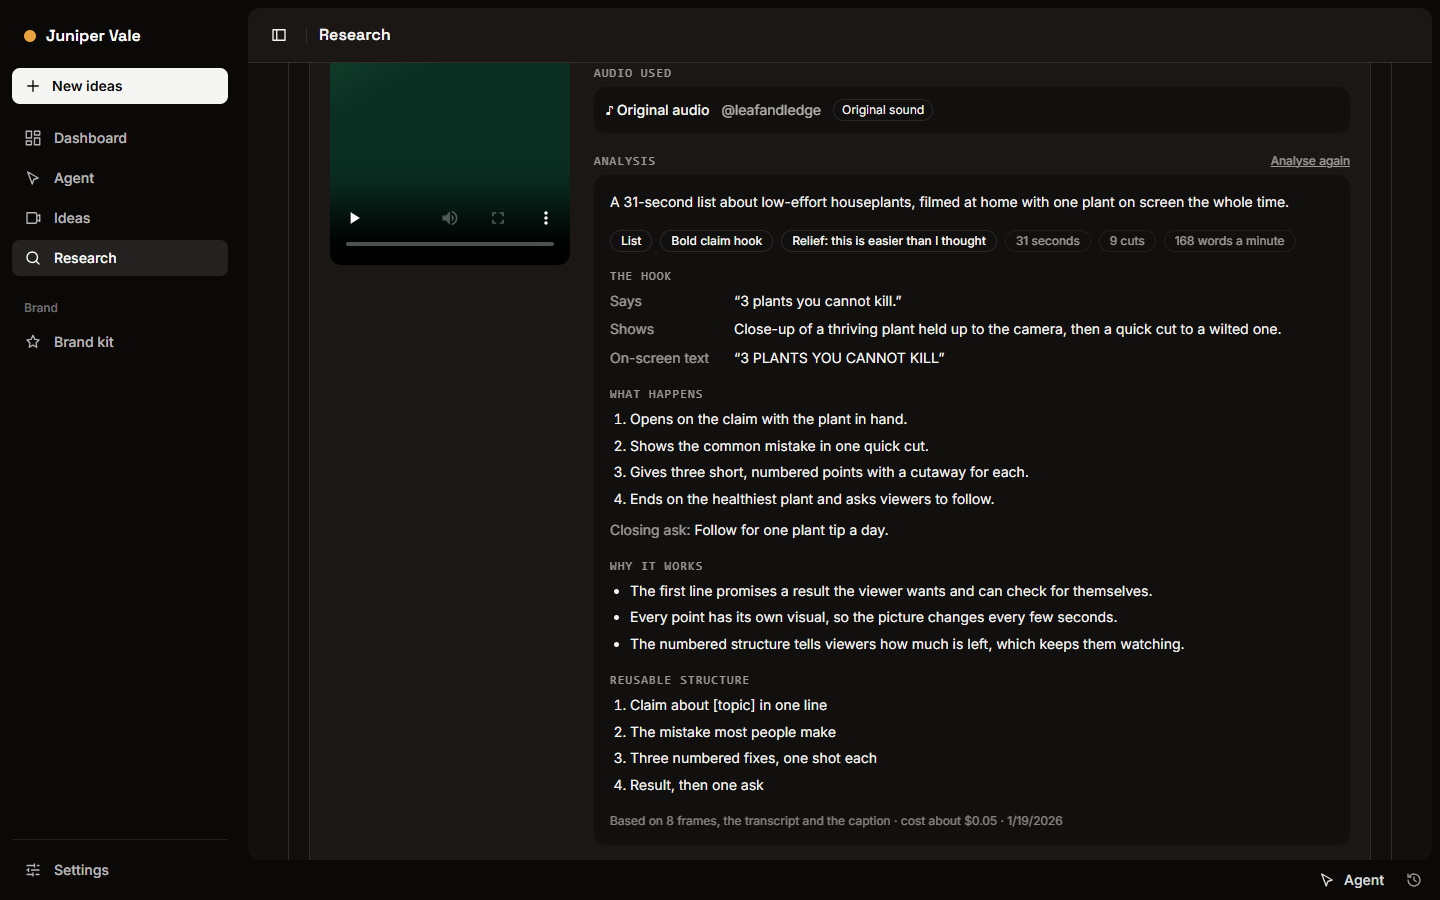 Juniper Vale
New ideas
Dashboard
Agent
Ideas
Research
Brand
Brand kit
Settings
Research
AUDIO USED
♪ Original audio @leafandledge Original sound
ANALYSIS
Analyse again
A 31-second list about low-effort houseplants, filmed at home with one plant on screen the whole time.
List Bold claim hook Relief: this is easier than I thought 31 seconds 9 cuts 168 words a minute
THE HOOK
Says “3 plants you cannot kill.”
Shows Close-up of a thriving plant held up to the camera, then a quick cut to a wilted one.
On-screen text “3 PLANTS YOU CANNOT KILL”
WHAT HAPPENS
1. Opens on the claim with the plant in hand.
2. Shows the common mistake in one quick cut.
3. Gives three short, numbered points with a cutaway for each.
4. Ends on the healthiest plant and asks viewers to follow.
Closing ask: Follow for one plant tip a day.
WHY IT WORKS
• The first line promises a result the viewer wants and can check for themselves.
• Every point has its own visual, so the picture changes every few seconds.
• The numbered structure tells viewers how much is left, which keeps them watching.
REUSABLE STRUCTURE
1. Claim about [topic] in one line
2. The mistake most people make
3. Three numbered fixes, one shot each
4. Result, then one ask
Based on 8 frames, the transcript and the caption · cost about $0.05 · 1/19/2026
Agent